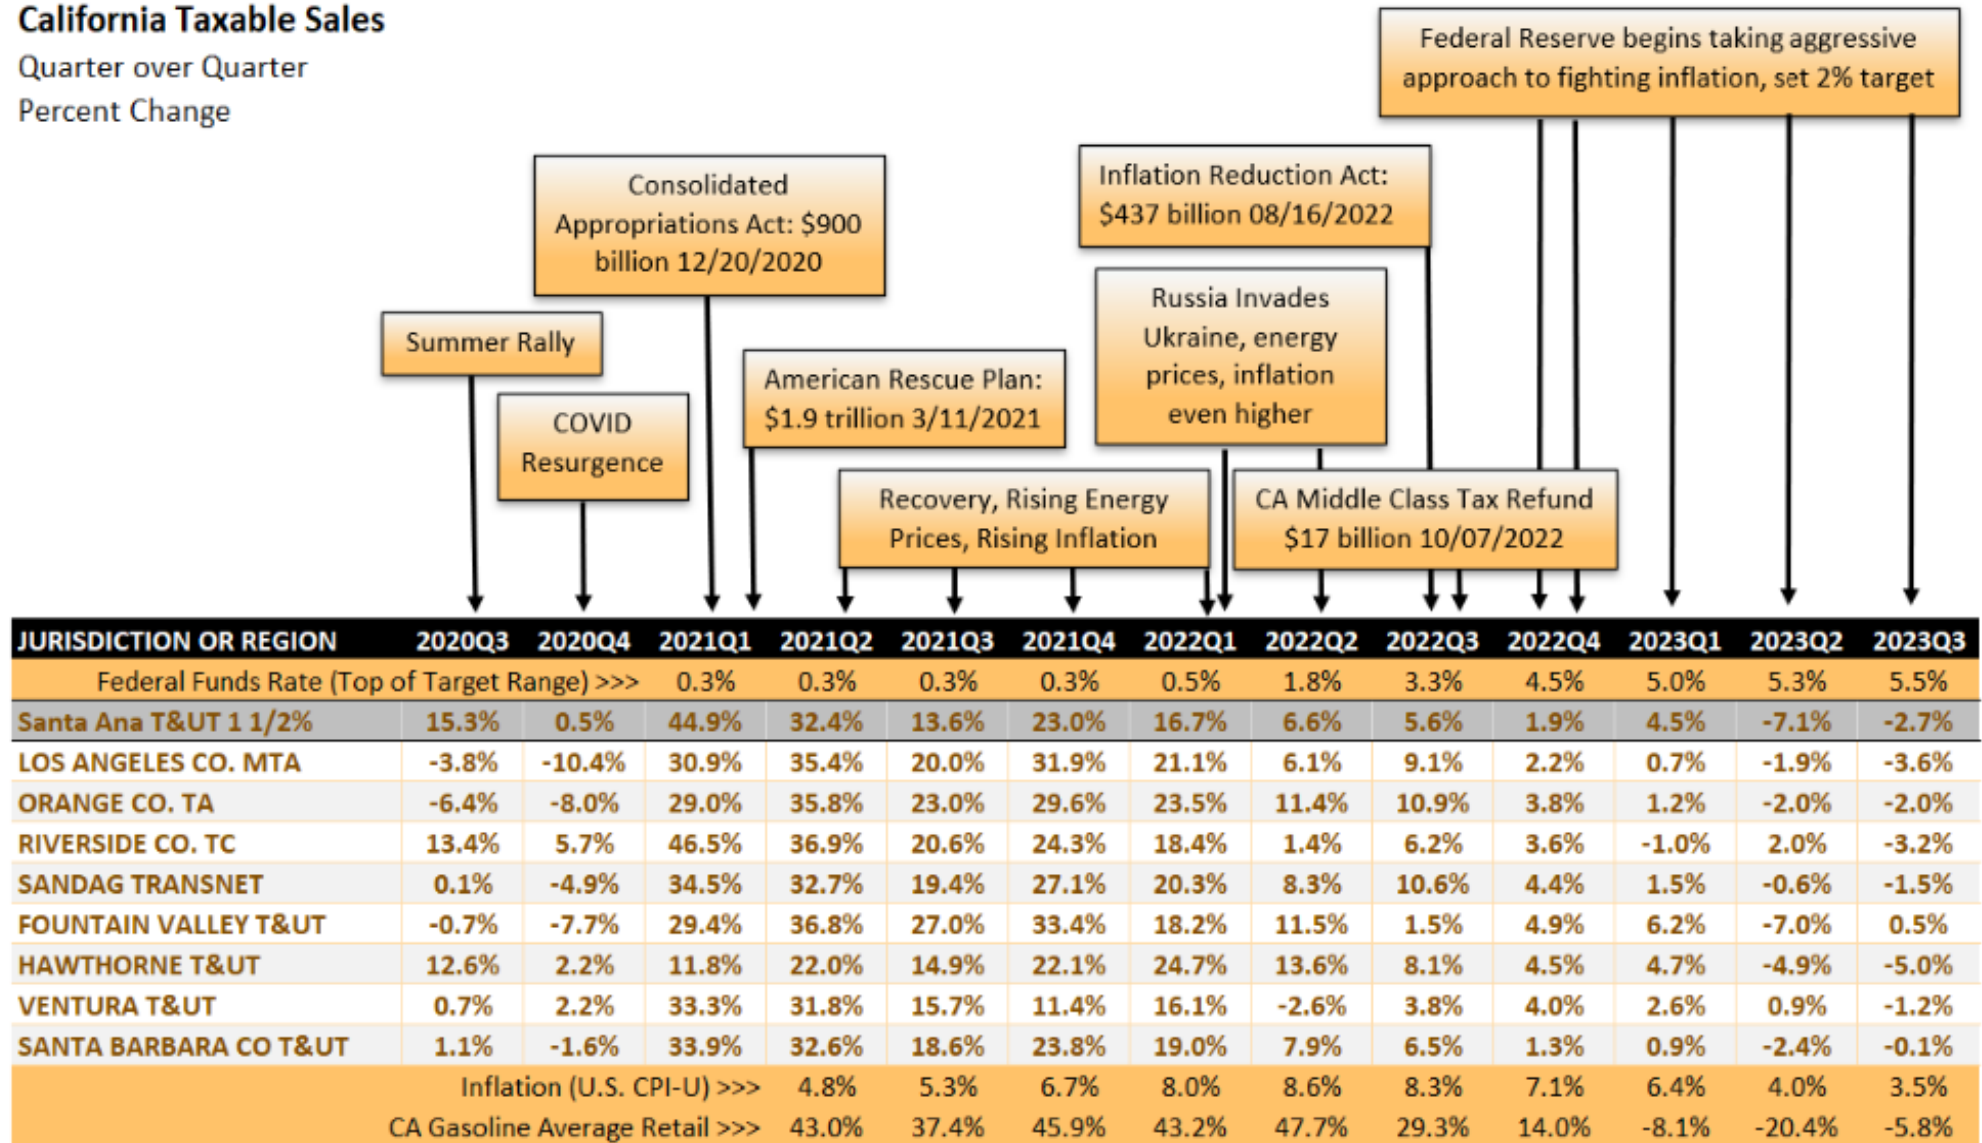 California Taxable Sales
Quarter over Quarter
Percent Change
Federal Reserve begins taking aggressive
approach to fighting inflation, set 2% target
Consolidated
Appropriations Act: $900
billion 12/20/2020
Inflation Reduction Act:
$437 billion 08/16/2022
Summer Rally
COVID
Resurgence
American Rescue Plan:
$1.9 trillion 3/11/2021
Russia Invades
Ukraine, energy
prices, inflation
even higher
Recovery, Rising Energy
Prices, Rising Inflation
CA Middle Class Tax Refund
$17 billion 10/07/2022
JURISDICTION OR REGION 2020Q3 2020Q4 2021Q1 2021Q2 2021Q3 2021Q4 2022Q1 2022Q2 2022Q3 2022Q4 2023Q1 2023Q2 2023Q3
Federal Funds Rate (Top of Target Range) >>> 0.3% 0.3% 0.3% 0.3% 0.5% 1.8% 3.3% 4.5% 5.0% 5.3% 5.5%
Santa Ana T&UT 1 1/2% 15.3% 0.5% 44.9% 32.4% 13.6% 23.0% 16.7% 6.6% 5.6% 1.9% 4.5% -7.1% -2.7%
LOS ANGELES CO. MTA -3.8% -10.4% 30.9% 35.4% 20.0% 31.9% 21.1% 6.1% 9.1% 2.2% 0.7% -1.9% -3.6%
ORANGE CO. TA -6.4% -8.0% 29.0% 35.8% 23.0% 29.6% 23.5% 11.4% 10.9% 3.8% 1.2% -2.0% -2.0%
RIVERSIDE CO. TC 13.4% 5.7% 46.5% 36.9% 20.6% 24.3% 18.4% 1.4% 6.2% 3.6% -1.0% 2.0% -3.2%
SANDAG TRANSNET 0.1% -4.9% 34.5% 32.7% 19.4% 27.1% 20.3% 8.3% 10.6% 4.4% 1.5% -0.6% -1.5%
FOUNTAIN VALLEY T&UT -0.7% -7.7% 29.4% 36.8% 27.0% 33.4% 18.2% 11.5% 1.5% 4.9% 6.2% -7.0% 0.5%
HAWTHORNE T&UT 12.6% 2.2% 11.8% 22.0% 14.9% 22.1% 24.7% 13.6% 8.1% 4.5% 4.7% -4.9% -5.0%
VENTURA T&UT 0.7% 2.2% 33.3% 31.8% 15.7% 11.4% 16.1% -2.6% 3.8% 4.0% 2.6% 0.9% -1.2%
SANTA BARBARA CO T&UT 1.1% -1.6% 33.9% 32.6% 18.6% 23.8% 19.0% 7.9% 6.5% 1.3% 0.9% -2.4% -0.1%
Inflation (U.S. CPI-U) >>> 4.8% 5.3% 6.7% 8.0% 8.6% 8.3% 7.1% 6.4% 4.0% 3.5%
CA Gasoline Average Retail >>> 43.0% 37.4% 45.9% 43.2% 47.7% 29.3% 14.0% -8.1% -20.4% -5.8%